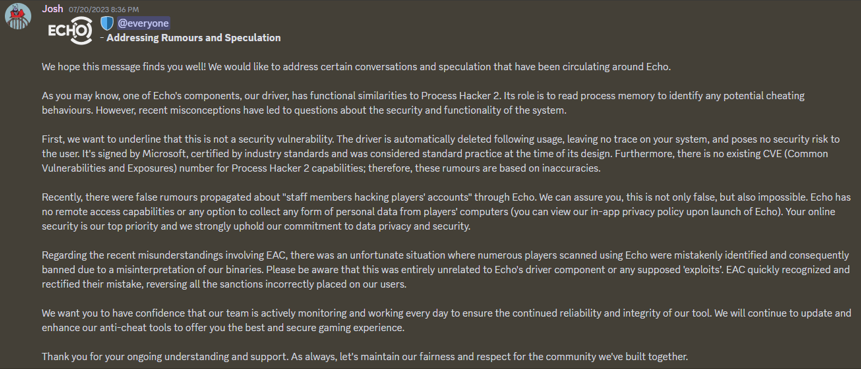 Josh 07/20/2023 8:36 PM
ECHO @everyone
- Addressing Rumours and Speculation
We hope this message finds you well! We would like to address certain conversations and speculation that have been circulating around Echo.
As you may know, one of Echo's components, our driver, has functional similarities to Process Hacker 2. Its role is to read process memory to identify any potential cheating
behaviours. However, recent misconceptions have led to questions about the security and functionality of the system.
First, we want to underline that this is not a security vulnerability. The driver is automatically deleted following usage, leaving no trace on your system, and poses no security risk to
the user. It's signed by Microsoft, certified by industry standards and was considered standard practice at the time of its design. Furthermore, there is no existing CVE (Common
Vulnerabilities and Exposures) number for Process Hacker 2 capabilities; therefore, these rumours are based on inaccuracies.
Recently, there were false rumours propagated about "staff members hacking players' accounts" through Echo. We can assure you, this is not only false, but also impossible. Echo has
no remote access capabilities or any option to collect any form of personal data from players' computers (you can view our in-app privacy policy upon launch of Echo). Your online
security is our top priority and we strongly uphold our commitment to data privacy and security.
Regarding the recent misunderstandings involving EAC, there was an unfortunate situation where numerous players scanned using Echo were mistakenly identified and consequently
banned due to a misinterpretation of our binaries. Please be aware that this was entirely unrelated to Echo's driver component or any supposed 'exploits'. EAC quickly recognized and
rectified their mistake, reversing all the sanctions incorrectly placed on our users.
We want you to have confidence that our team is actively monitoring and working every day to ensure the continued reliability and integrity of our tool. We will continue to update and
enhance our anti-cheat tools to offer you the best and secure gaming experience.
Thank you for your ongoing understanding and support. As always, let's maintain our fairness and respect for the community we've built together.